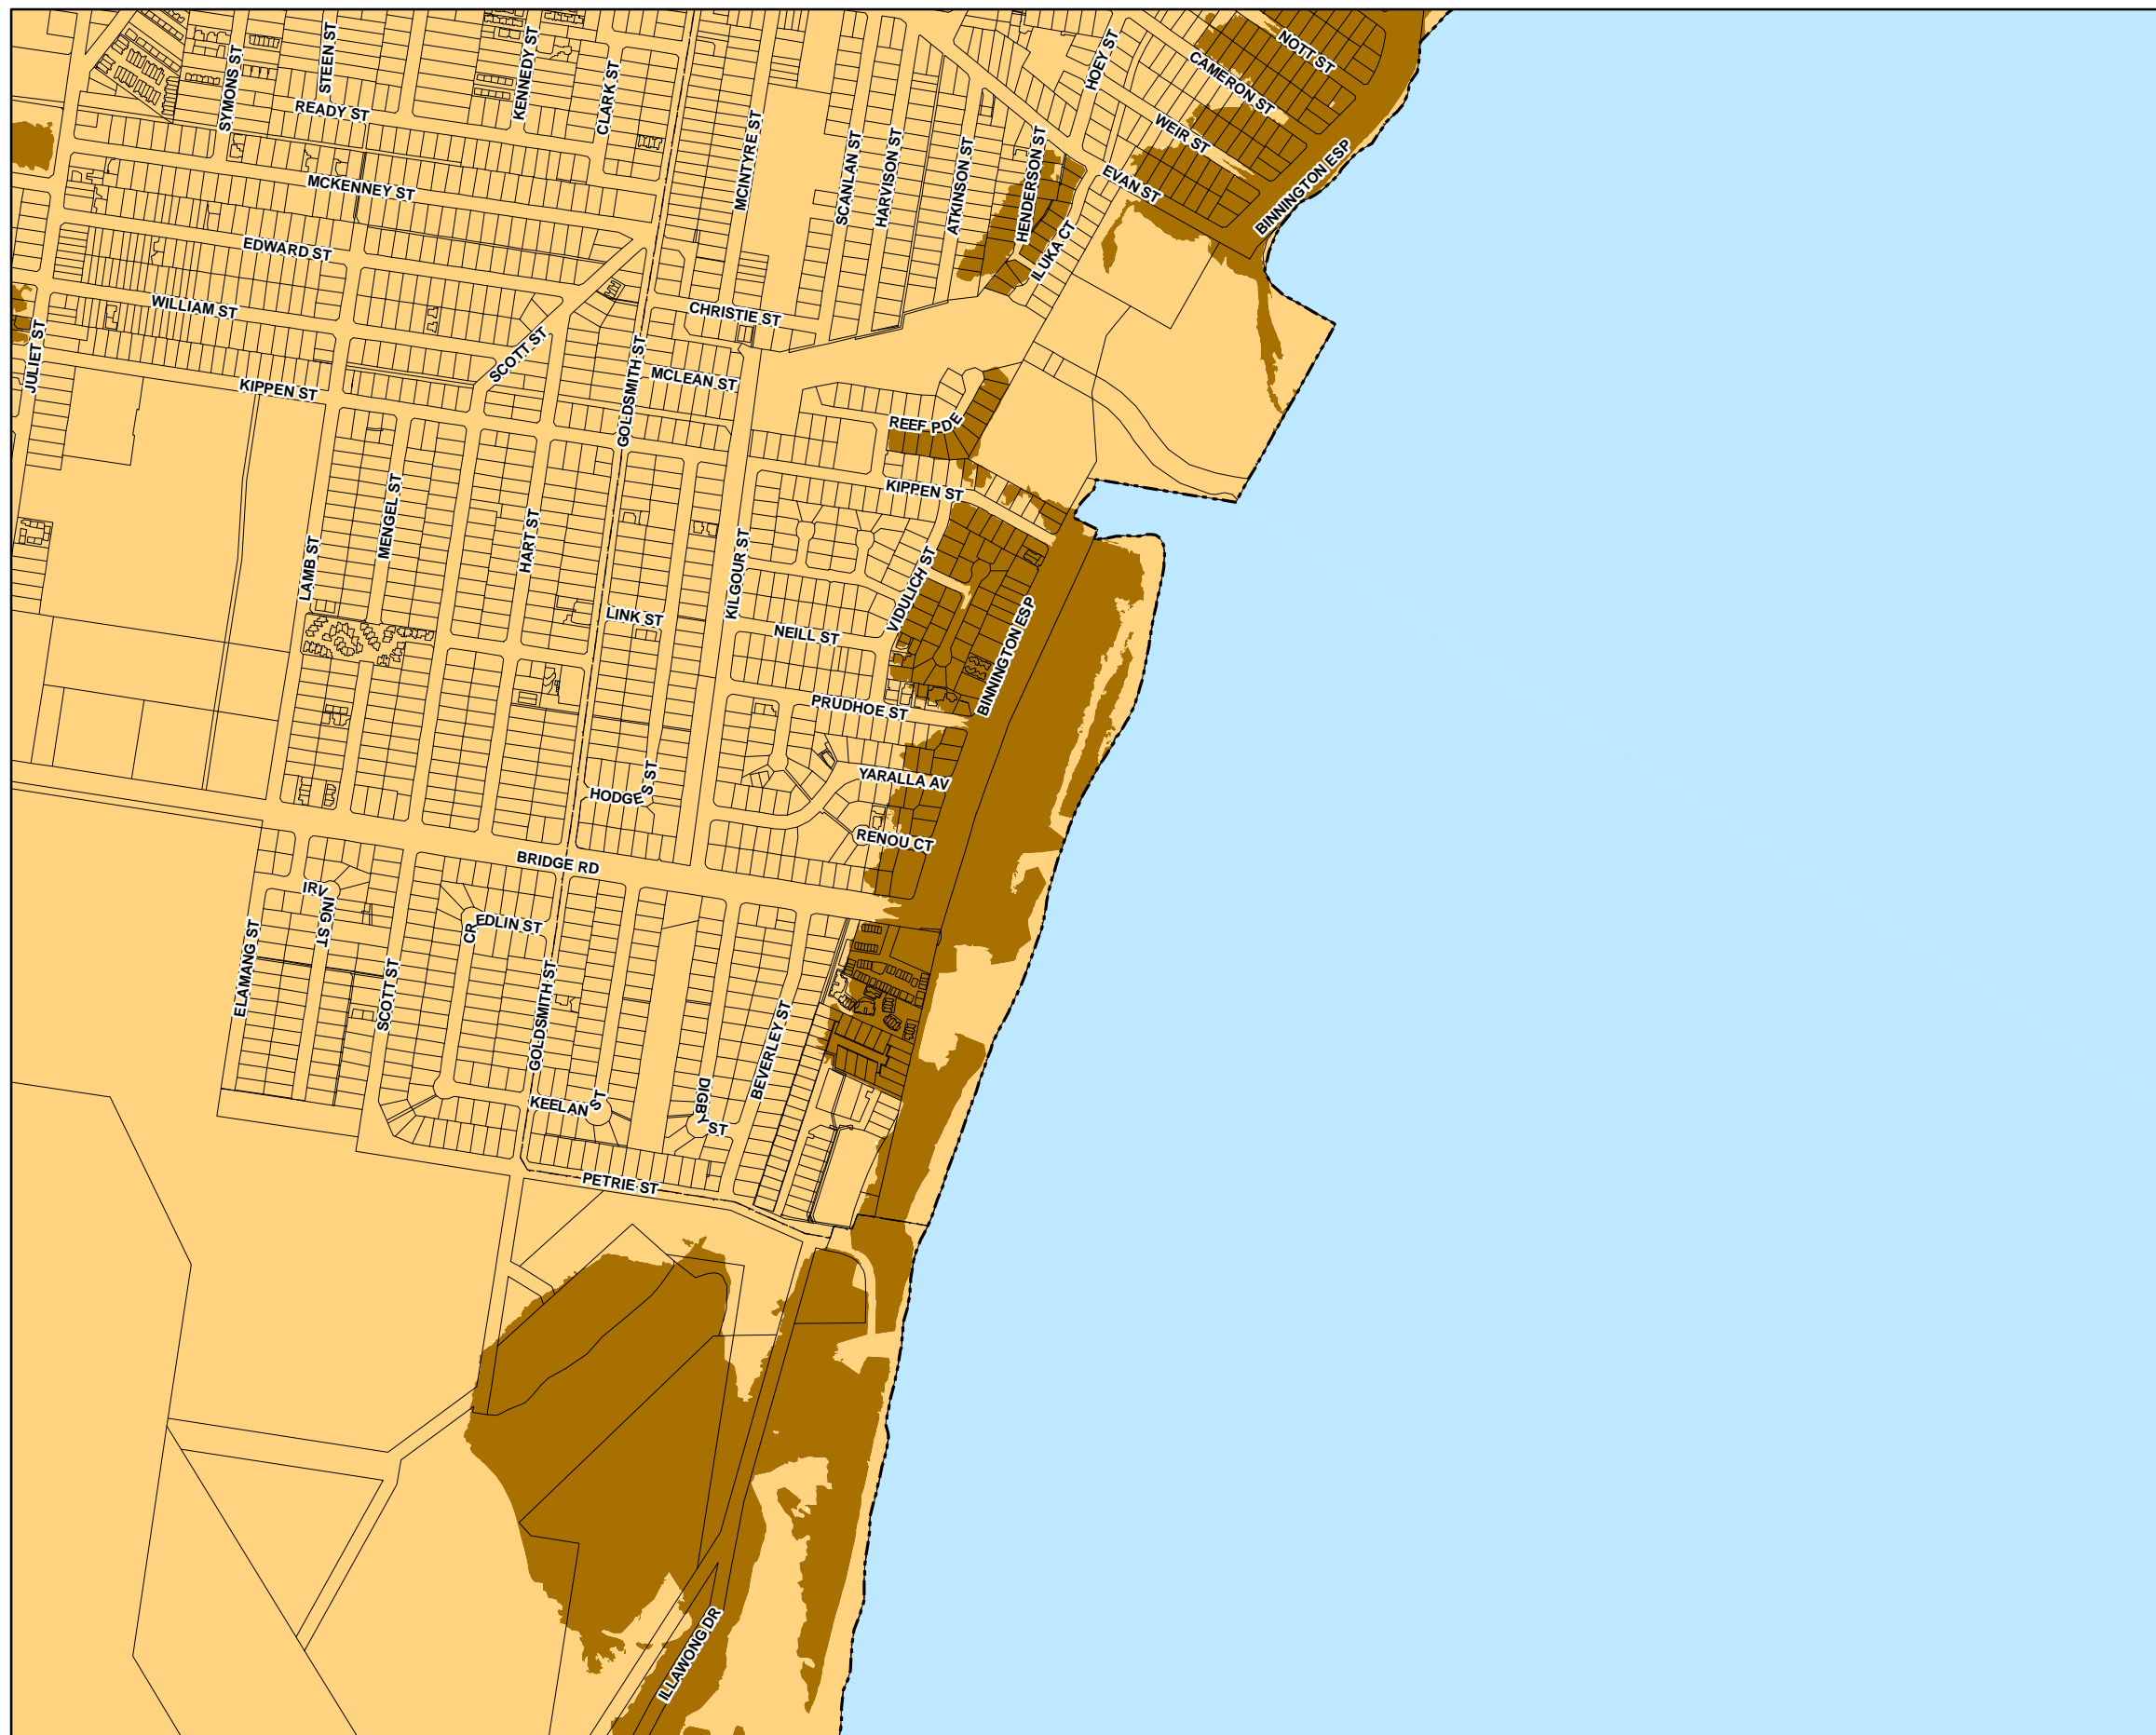 NOTT ST
STEEN ST
SYMONS ST
KENNEDY ST
CLARK ST
HOEY ST
CAMERON ST
READY ST
WEIR ST
MCINTYRE ST
SCANLAN ST
HARVISON ST
ATKINSON ST
HENDERSON ST
EVAN ST
BINNINGTON ESP
MCKENNEY ST
EDWARD ST
ILUKA CT
WILLIAM ST
CHRISTIE ST
JULIET ST
SCOTT ST
GOLDSMITH ST
MCLEAN ST
KIPPEN ST
REEF PDE
KIPPEN ST
MENGEL ST
HART ST
LAMB ST
KILGOUR ST
VIDULICH ST
LINK ST
NEILL ST
BINNINGTON ESP
PRUDHOE ST
YARALLA AV
HODGES ST
RENOU CT
BRIDGE RD
IRVING ST
CREDLIN ST
ELAMANG ST
SCOTT ST
GOLDSMITH ST
BEVERLEY ST
KEELAN ST
DIGBY ST
PETRIE ST
ILLAWONG DR